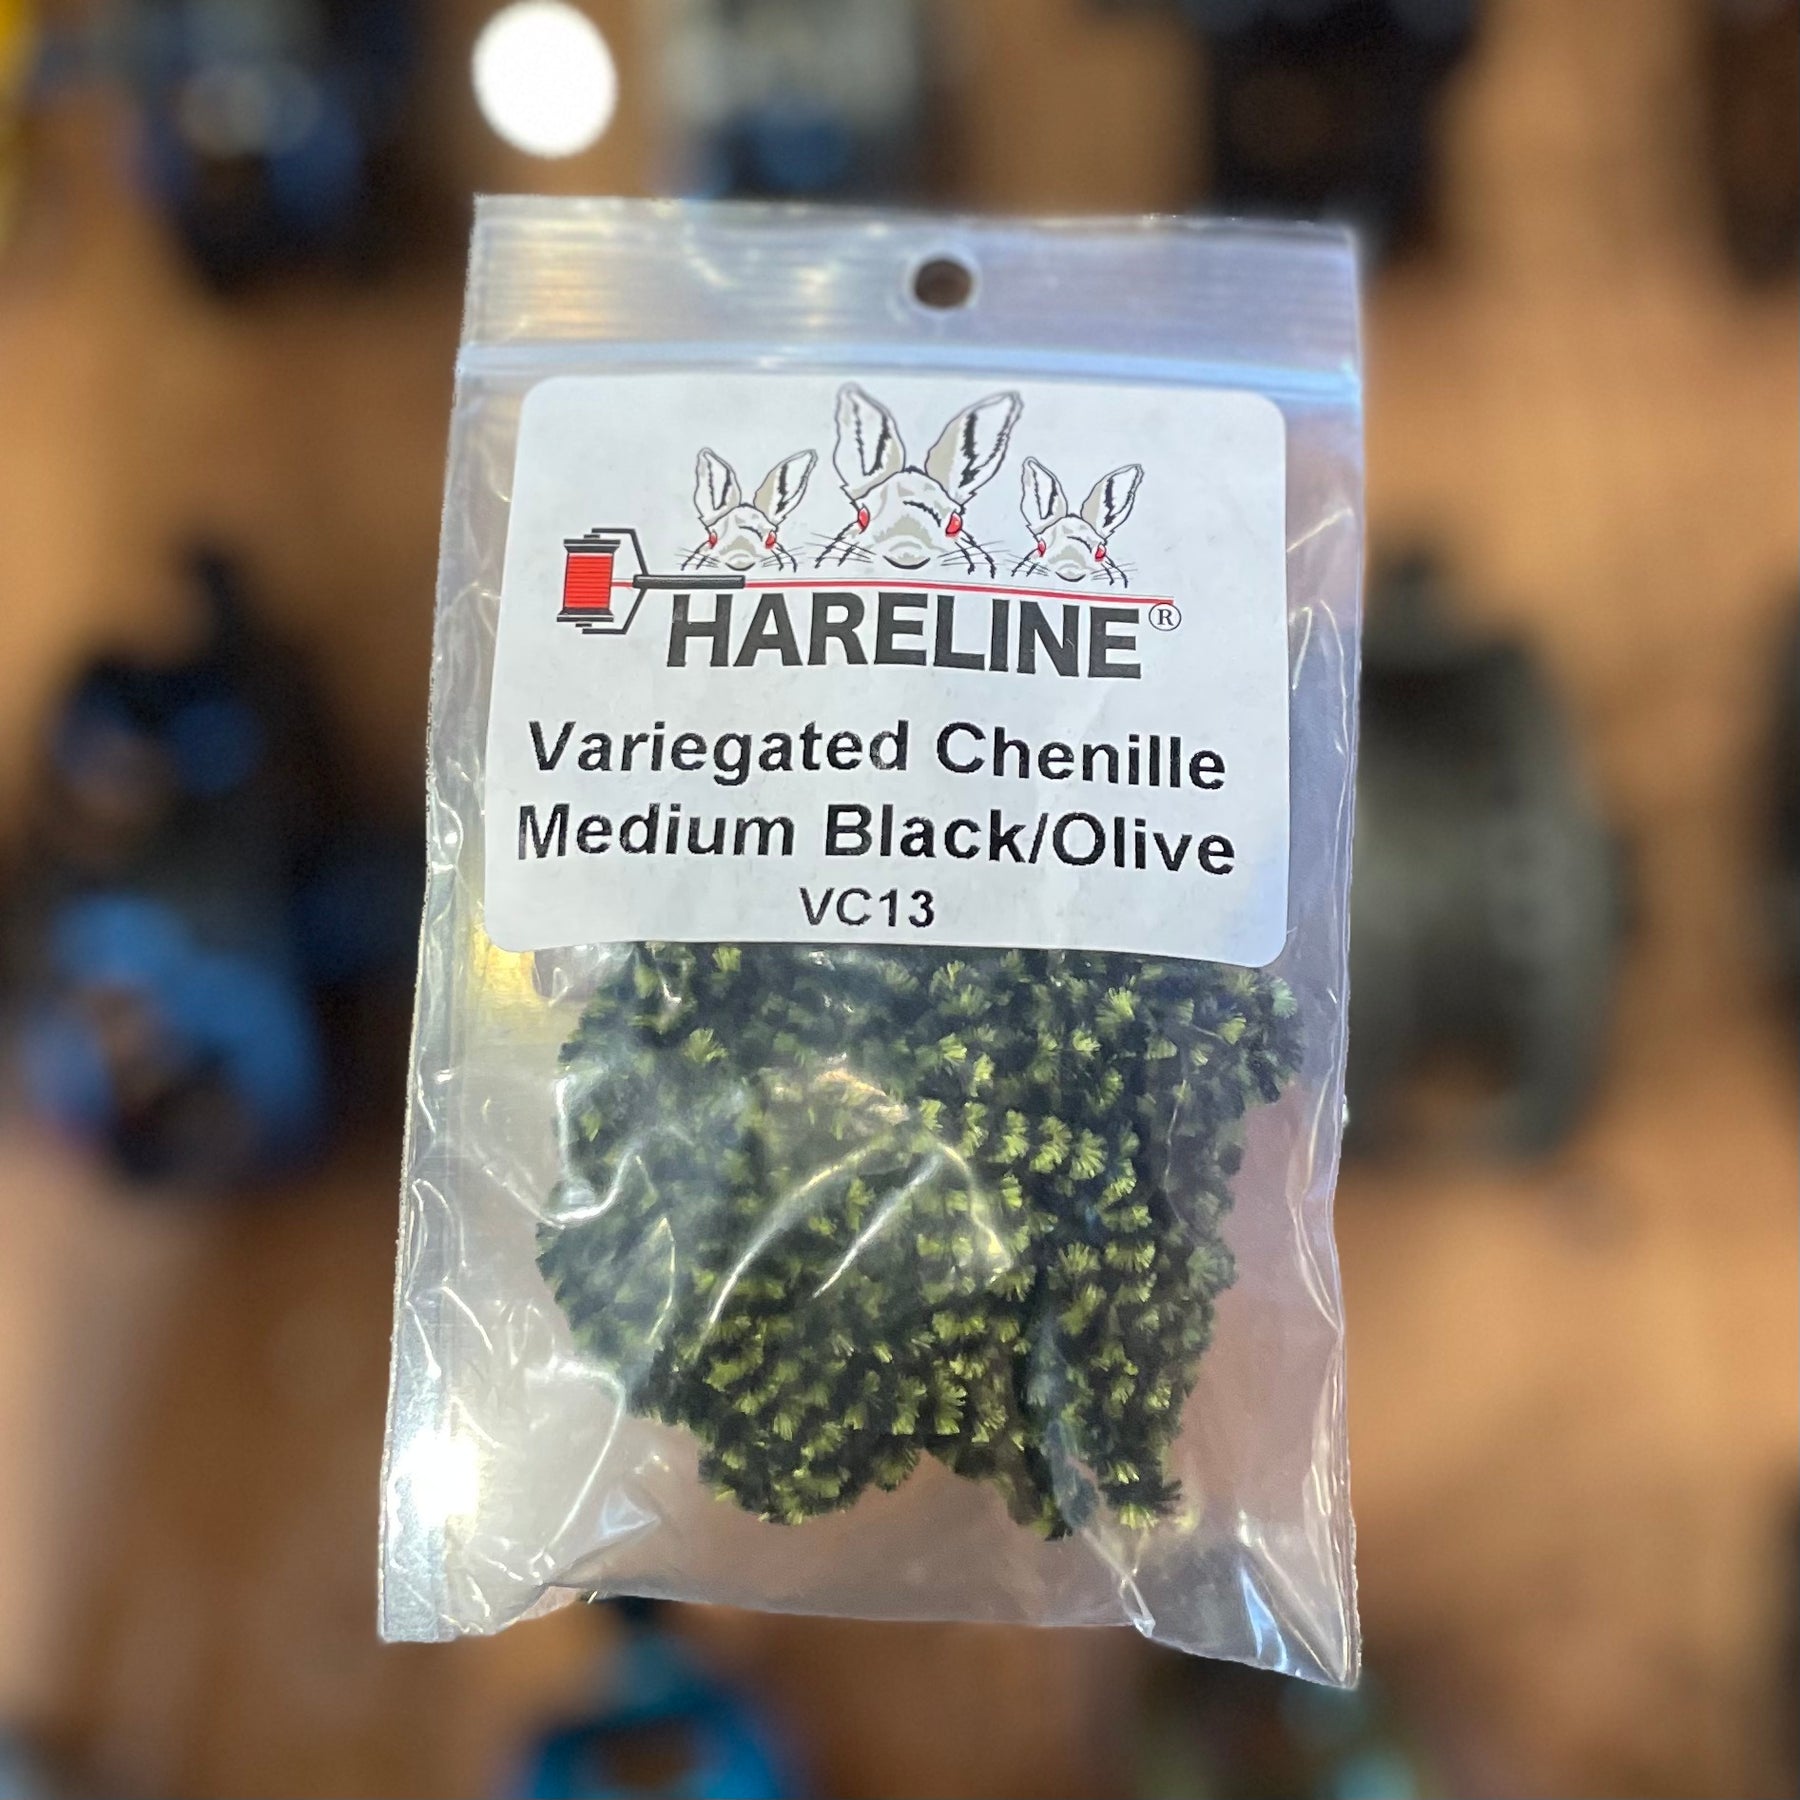 HARELINE®
Variegated Chenille
Medium Black/Olive
VC13